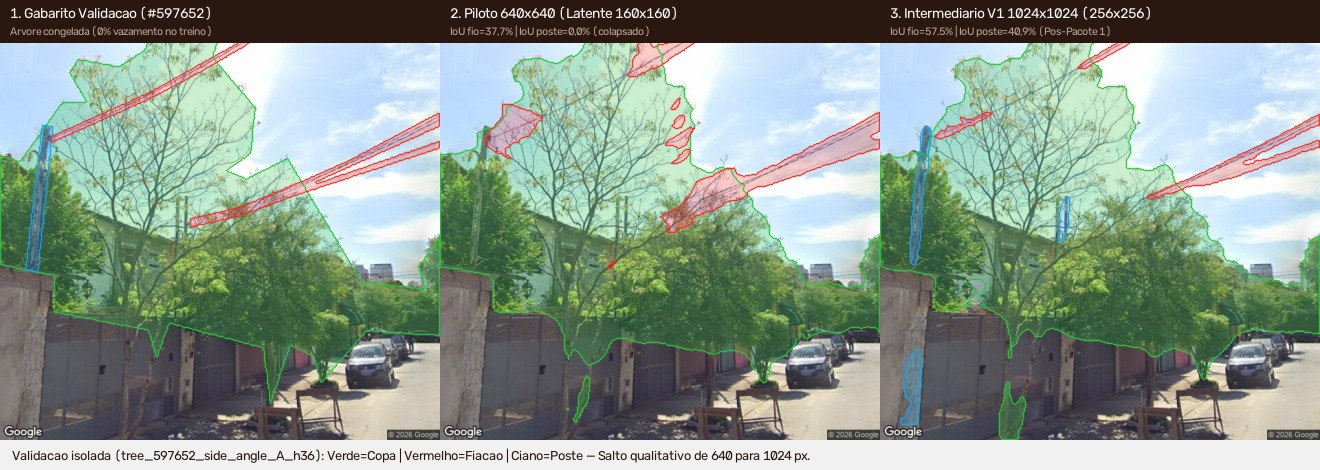 1. Gabarito Validacao (#597652)
Arvore congelada (0% vazamento no treino)
2. Piloto 640x640 (Latente 160x160)
IoU fio=37,7% | IoU poste=0,0% (colapsado)
3. Intermediario V1 1024x1024 (256x256)
IoU fio=57,5% | IoU poste=40,9% (Pos-Pacote 1)
Google
© 2026 Google
Google
© 2026 Google
Google
© 2026 Google
Validacao isolada (tree_597652_side_angle_A_h36): Verde=Copa | Vermelho=Fiacao | Ciano=Poste — Salto qualitativo de 640 para 1024 px.